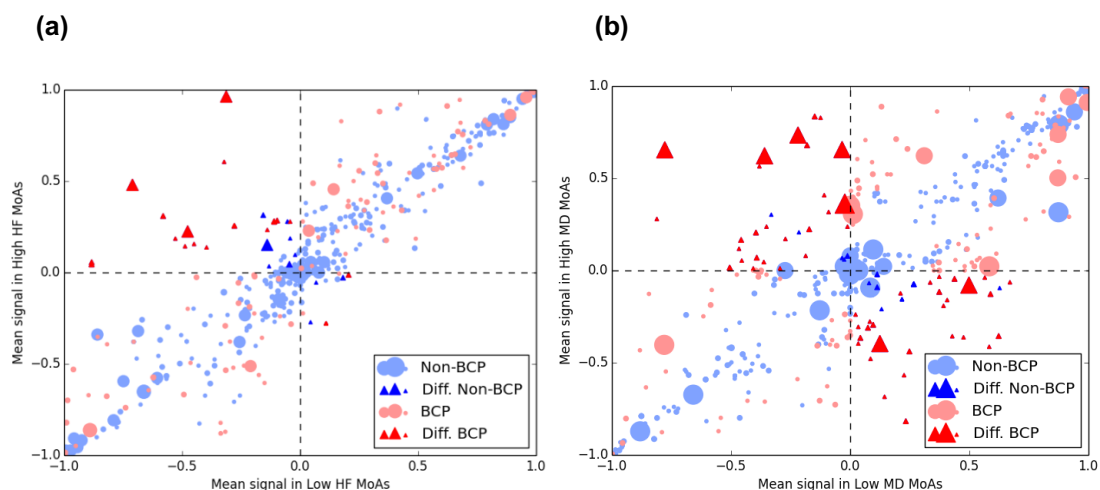 (a)
(b)
Mean signal in High HF MoAs
1.0
0.5
0.0
−0.5
−1.0
−1.0
−0.5
0.0
0.5
1.0
Mean signal in Low HF MoAs
Non-BCP
Diff. Non-BCP
BCP
Diff. BCP
Mean signal in High MD MoAs
1.0
0.5
0.0
−0.5
−1.0
−1.0
−0.5
0.0
0.5
1.0
Mean signal in Low MD MoAs
Non-BCP
Diff. Non-BCP
BCP
Diff. BCP